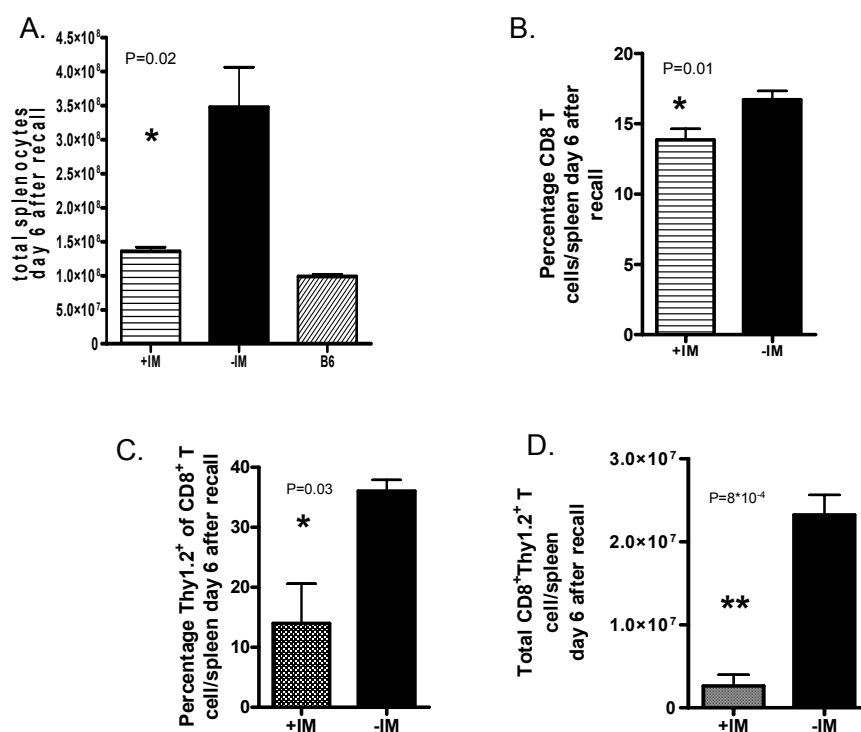 A.
total splenocytes
day 6 after recall
4.5×10⁸
4.0×10⁸
3.5×10⁸
3.0×10⁸
2.5×10⁸
2.0×10⁸
1.5×10⁸
1.0×10⁸
5.0×10⁷
0
P=0.02
*
+IM
-IM
B6
B.
Percentage CD8 T
cells/spleen day 6 after
recall
20
15
10
5
0
P=0.01
*
+IM
-IM
C.
Percentage Thy1.2⁺ of CD8⁺ T
cell/spleen day 6 after recall
40
30
20
10
0
P=0.03
*
+IM
-IM
D.
Total CD8⁺Thy1.2⁺ T
cell/spleen
day 6 after recall
3.0×10⁷
2.0×10⁷
1.0×10⁷
0
P=8*10⁻⁴
**
+IM
-IM